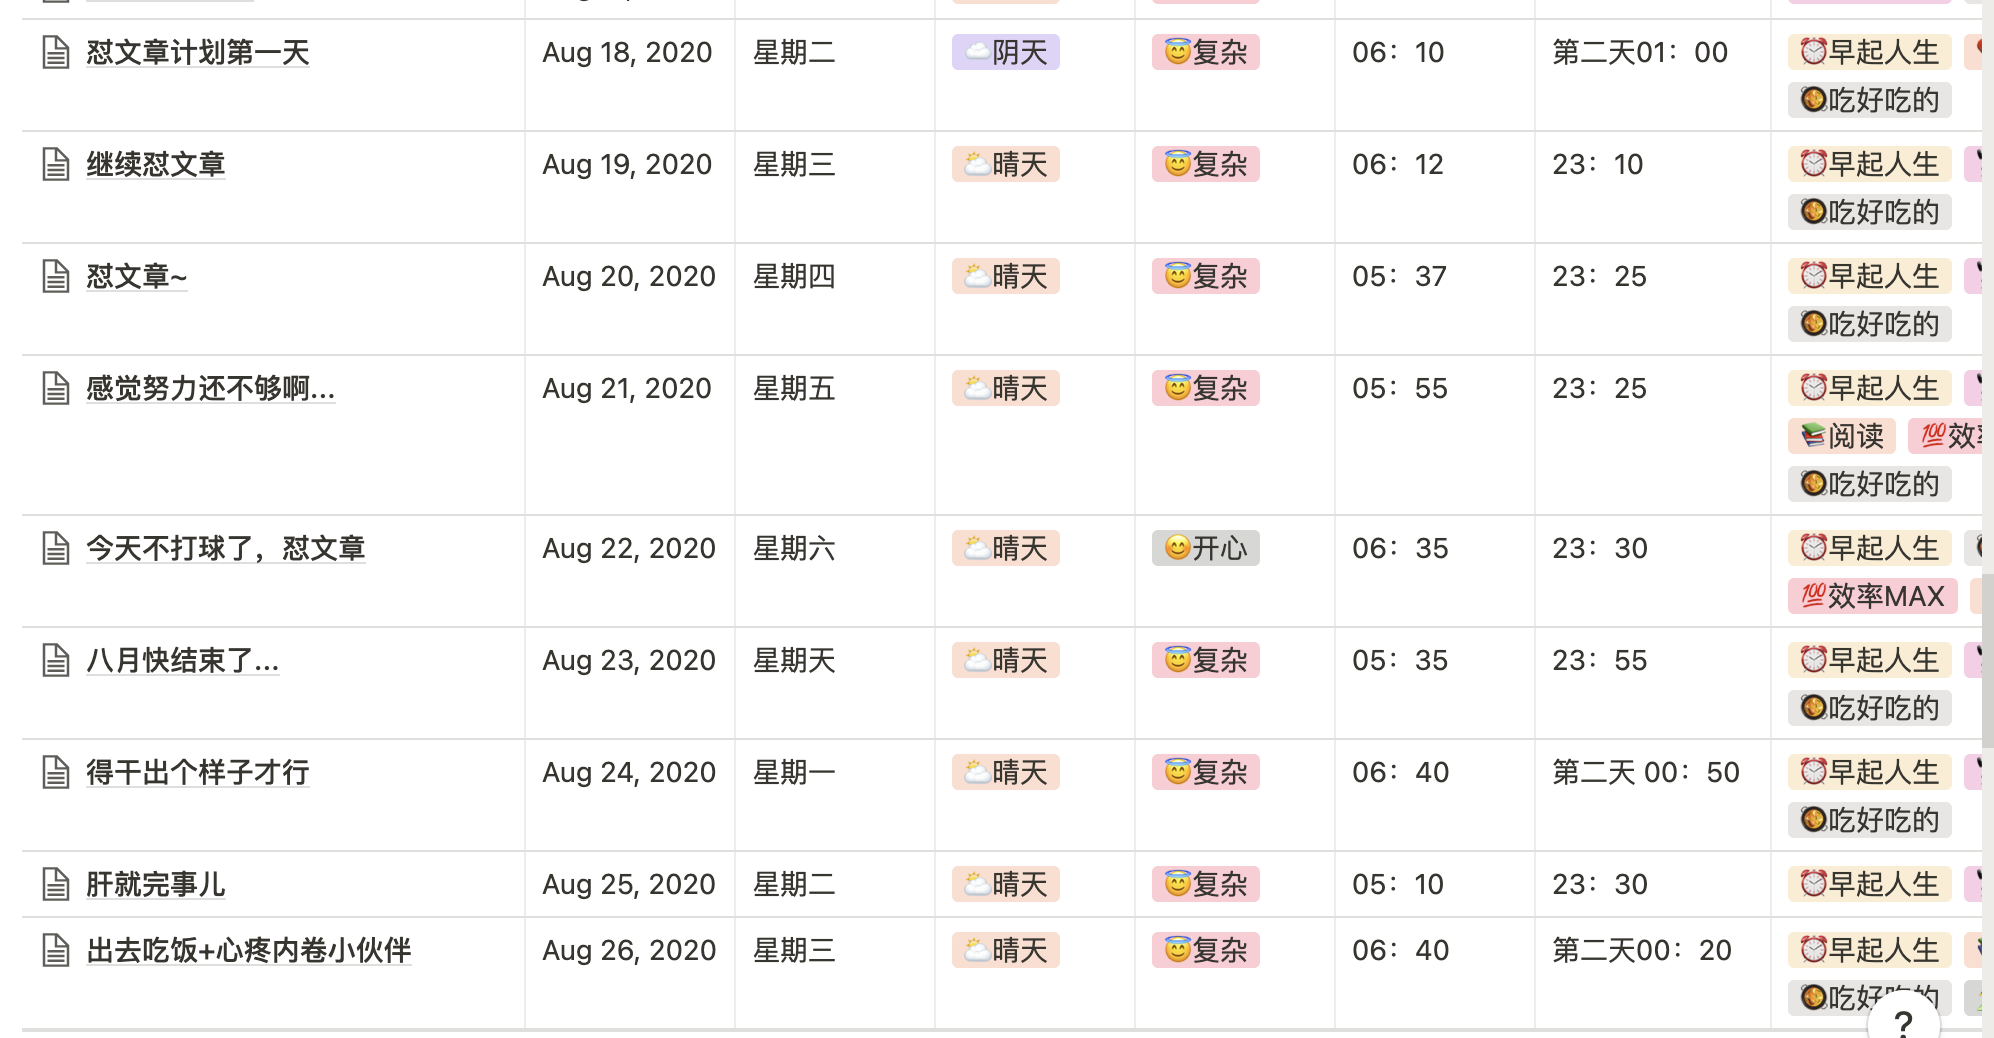 怼文章计划第一天 Aug 18, 2020 星期二 阴天 复杂 06：10 第二天01：00 早起人生
吃好吃的
继续怼文章 Aug 19, 2020 星期三 晴天 复杂 06：12 23：10 早起人生
吃好吃的
怼文章~ Aug 20, 2020 星期四 晴天 复杂 05：37 23：25 早起人生
吃好吃的
感觉努力还不够啊... Aug 21, 2020 星期五 晴天 复杂 05：55 23：25 早起人生
阅读 💯效
吃好吃的
今天不打球了，怼文章 Aug 22, 2020 星期六 晴天 开心 06：35 23：30 早起人生
💯效率MAX
八月快结束了... Aug 23, 2020 星期天 晴天 复杂 05：35 23：55 早起人生
吃好吃的
得干出个样子才行 Aug 24, 2020 星期一 晴天 复杂 06：40 第二天 00：50 早起人生
吃好吃的
肝就完事儿 Aug 25, 2020 星期二 晴天 复杂 05：10 23：30 早起人生
出去吃饭+心疼内卷小伙伴 Aug 26, 2020 星期三 晴天 复杂 06：40 第二天00：20 早起人生
吃好吃的
?